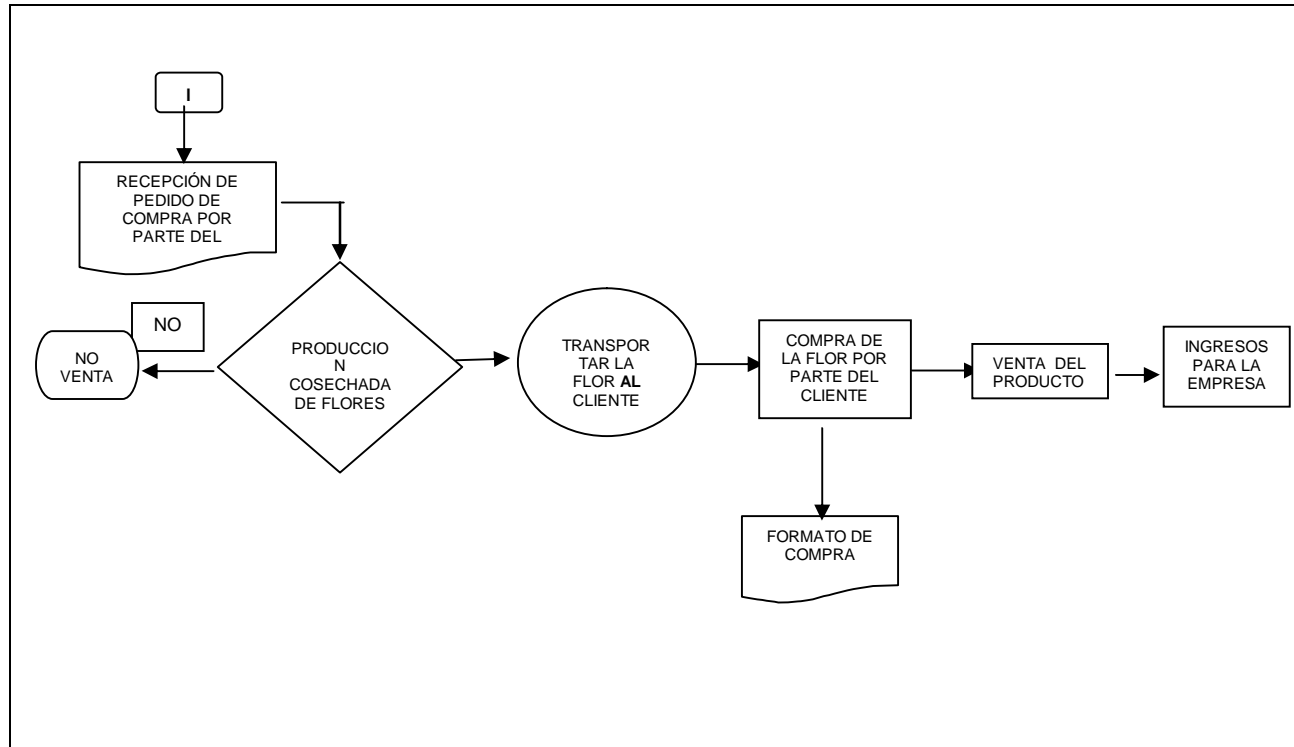 I
RECEPCIÓN DE
PEDIDO DE
COMPRA POR
PARTE DEL
NO
NO
VENTA
PRODUCCIO
N
COSECHADA
DE FLORES
TRANSPOR
TAR LA
FLOR AL
CLIENTE
COMPRA DE
LA FLOR POR
PARTE DEL
CLIENTE
VENTA DEL
PRODUCTO
INGRESOS
PARA LA
EMPRESA
FORMATO DE
COMPRA